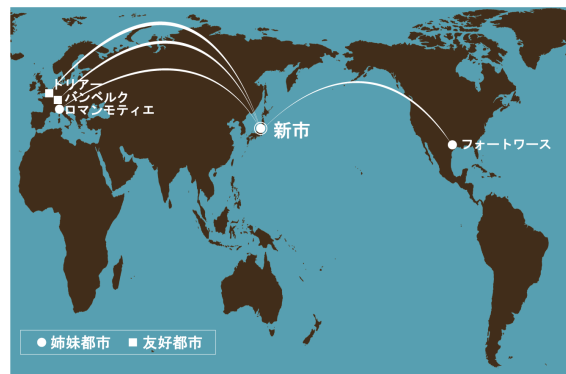 トリアー
バンベルク
ロマンモティエ
新市
フォートワース
姉妹都市
友好都市